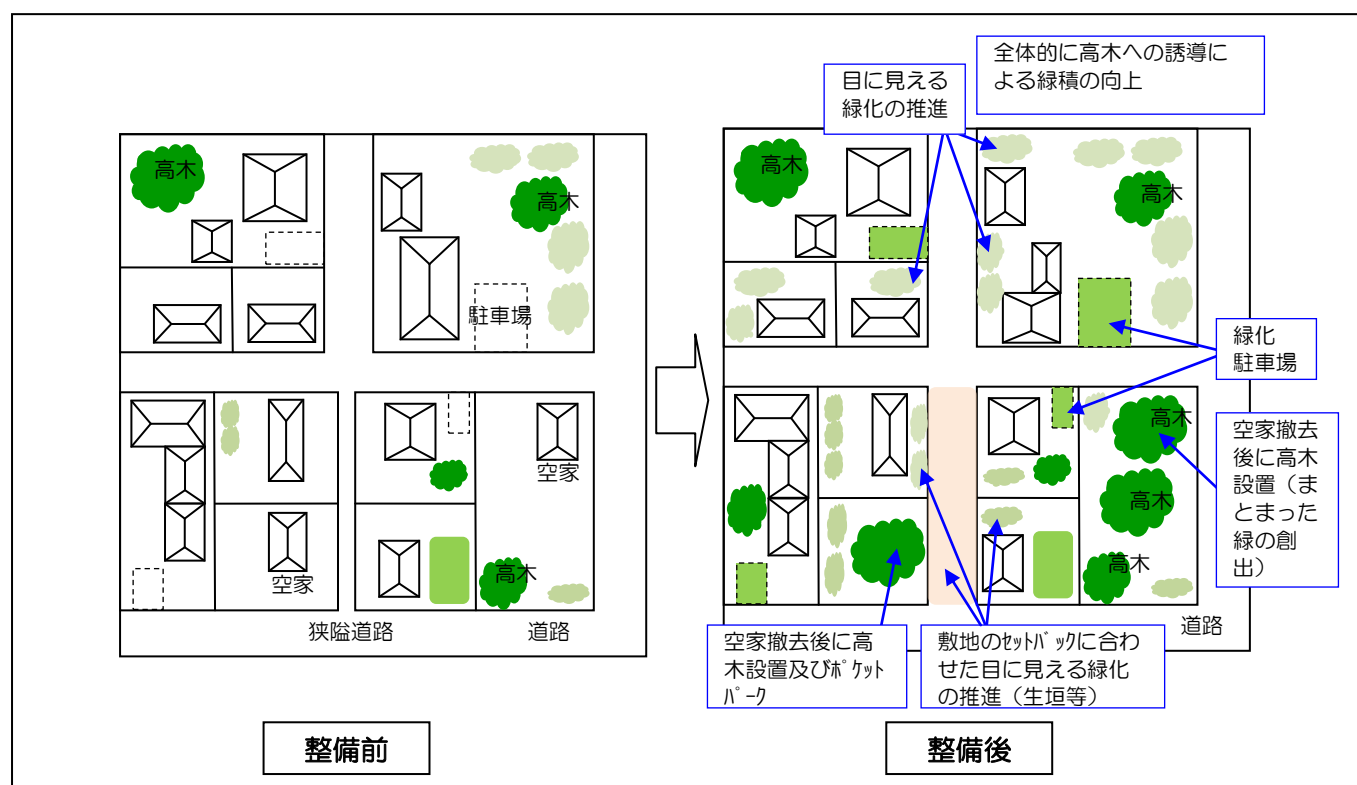 全体的に高木への誘導に
よる緑積の向上
目に見える
緑化の推進
高木
高木
駐車場
空家
空家
高木
狭隘道路
道路
整備前
高木
高木
緑化
駐車場
高木
高木
高木
空家撤去
後に高木
設置（ま
とまった
緑の創
出）
道路
空家撤去後に高
木設置及びﾎﾟｹｯﾄ
ﾊﾟｰｸ
敷地のｾｯﾄﾊﾞｯｸに合わ
せた目に見える緑化
の推進（生垣等）
整備後